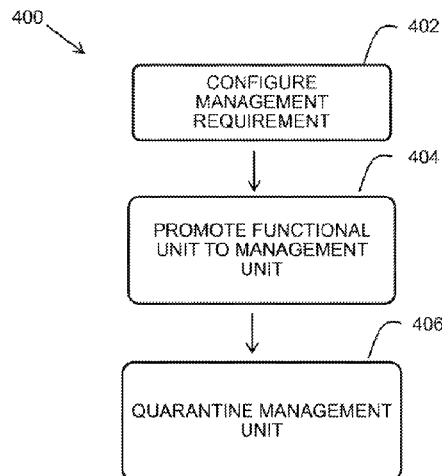 400
402
CONFIGURE
MANAGEMENT
REQUIREMENT
404
PROMOTE FUNCTIONAL
UNIT TO MANAGEMENT
UNIT
406
QUARANTINE MANAGEMENT
UNIT